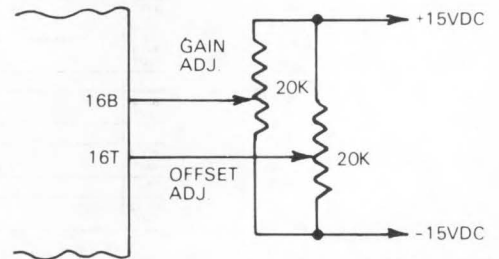 +15VDC
GAIN
ADJ.
20K
16B
16T
20K
OFFSET
ADJ.
-15VDC